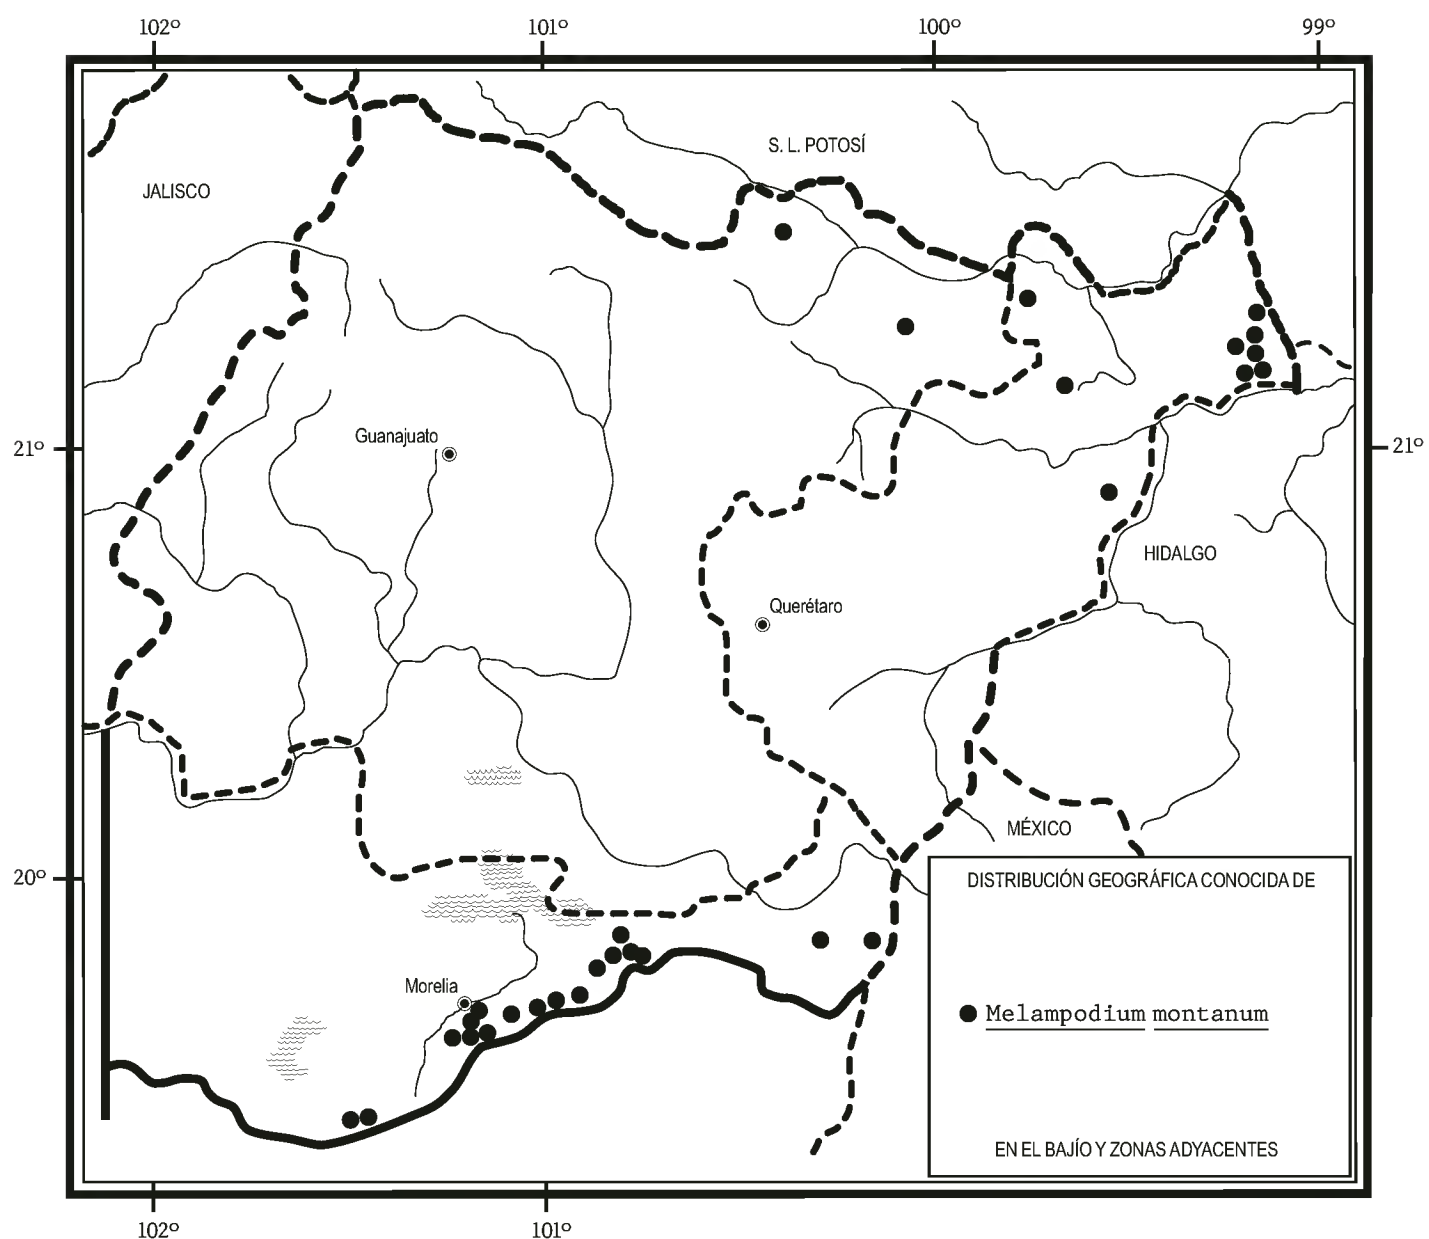 102º 101º 100º 99º
S. L. POTOSÍ
JALISCO
Guanajuato
21º 21º
HIDALGO
Querétaro
MÉXICO
20º
DISTRIBUCIÓN GEOGRÁFICA CONOCIDA DE
Morelia
Melampodium montanum
EN EL BAJÍO Y ZONAS ADYACENTES
102º 101º